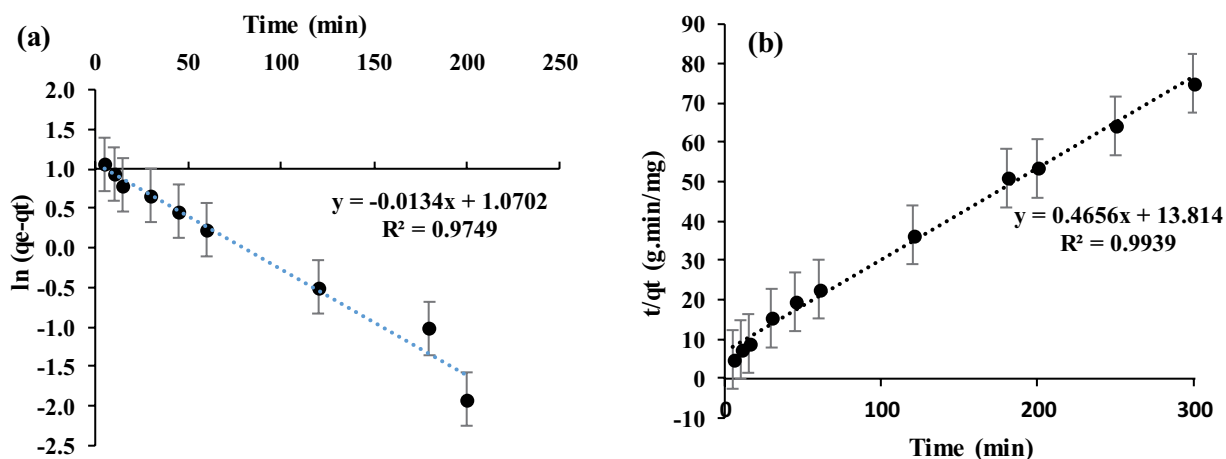 (a)
Time (min)
0 50 100 150 200 250
2.0
1.5
1.0
0.5
0.0
-0.5
-1.0
-1.5
-2.0
-2.5
ln (qe-qt)
y = -0.0134x + 1.0702
R² = 0.9749
(b)
90
80
70
60
50
40
30
20
10
0
-10
t/qt (g.min/mg)
y = 0.4656x + 13.814
R² = 0.9939
0 100 200 300
Time (min)